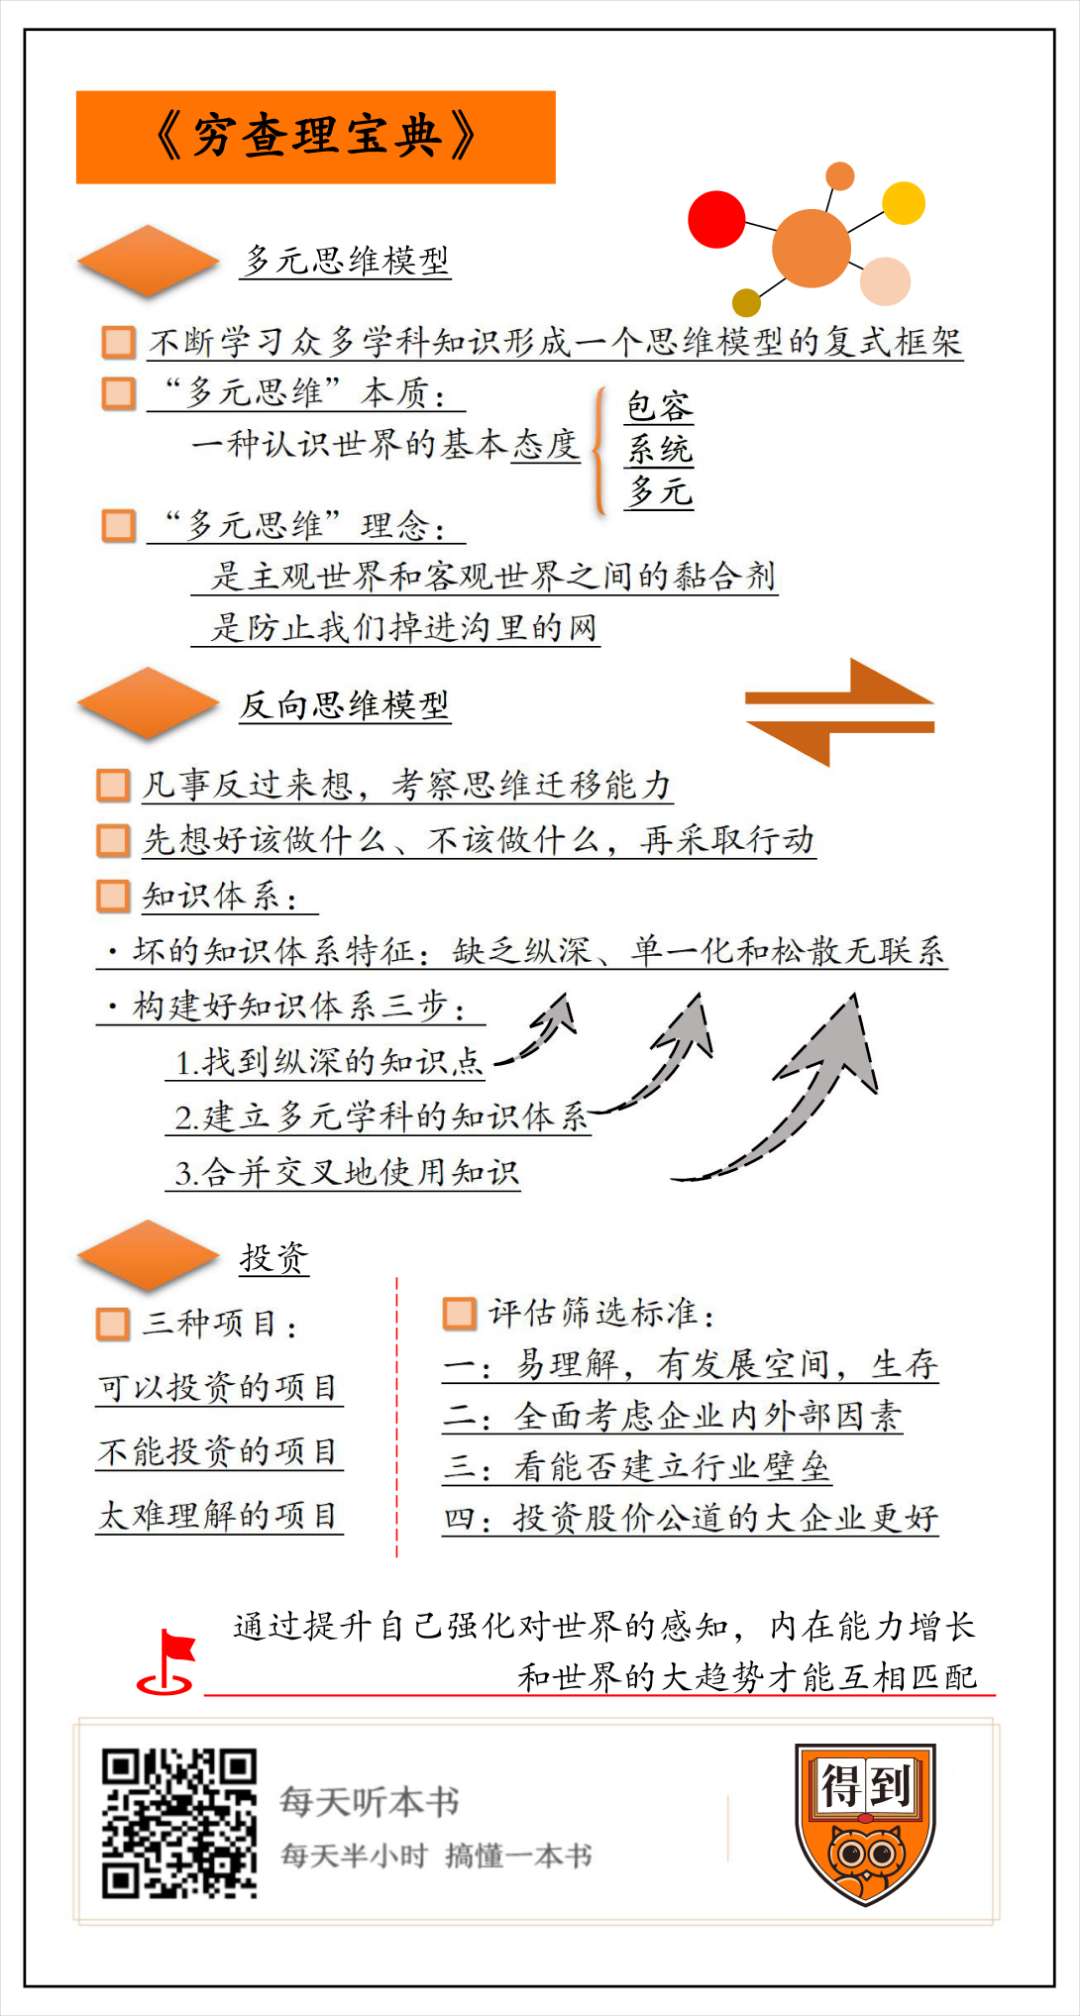 《穷查理宝典》
多元思维模型
不断学习众多学科知识形成一个思维模型的复式框架
“多元思维”本质：
一种认识世界的基本态度
包容
系统
多元
“多元思维”理念：
是主观世界和客观世界之间的黏合剂
是防止我们掉进沟里的网
反向思维模型
凡事反过来想，考察思维迁移能力
先想好该做什么、不该做什么，再采取行动
知识体系：
·坏的知识体系特征：缺乏纵深、单一化和松散无联系
·构建好知识体系三步：
1.找到纵深的知识点
2.建立多元学科的知识体系
3.合并交叉地使用知识
投资
三种项目：
可以投资的项目
不能投资的项目
太难理解的项目
评估筛选标准：
一：易理解，有发展空间，生存
二：全面考虑企业内外部因素
三：看能否建立行业壁垒
四：投资股价公道的大企业更好
通过提升自己强化对世界的感知，内在能力增长
和世界的大趋势才能互相匹配
每天听本书
每天半小时 搞懂一本书
得到